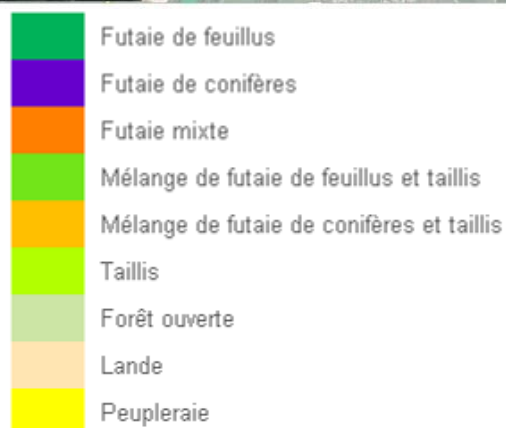 Futaie de feuillus
Futaie de conifères
Futaie mixte
Mélange de futaie de feuillus et taillis
Mélange de futaie de conifères et taillis
Taillis
Forêt ouverte
Lande
Peupleraie